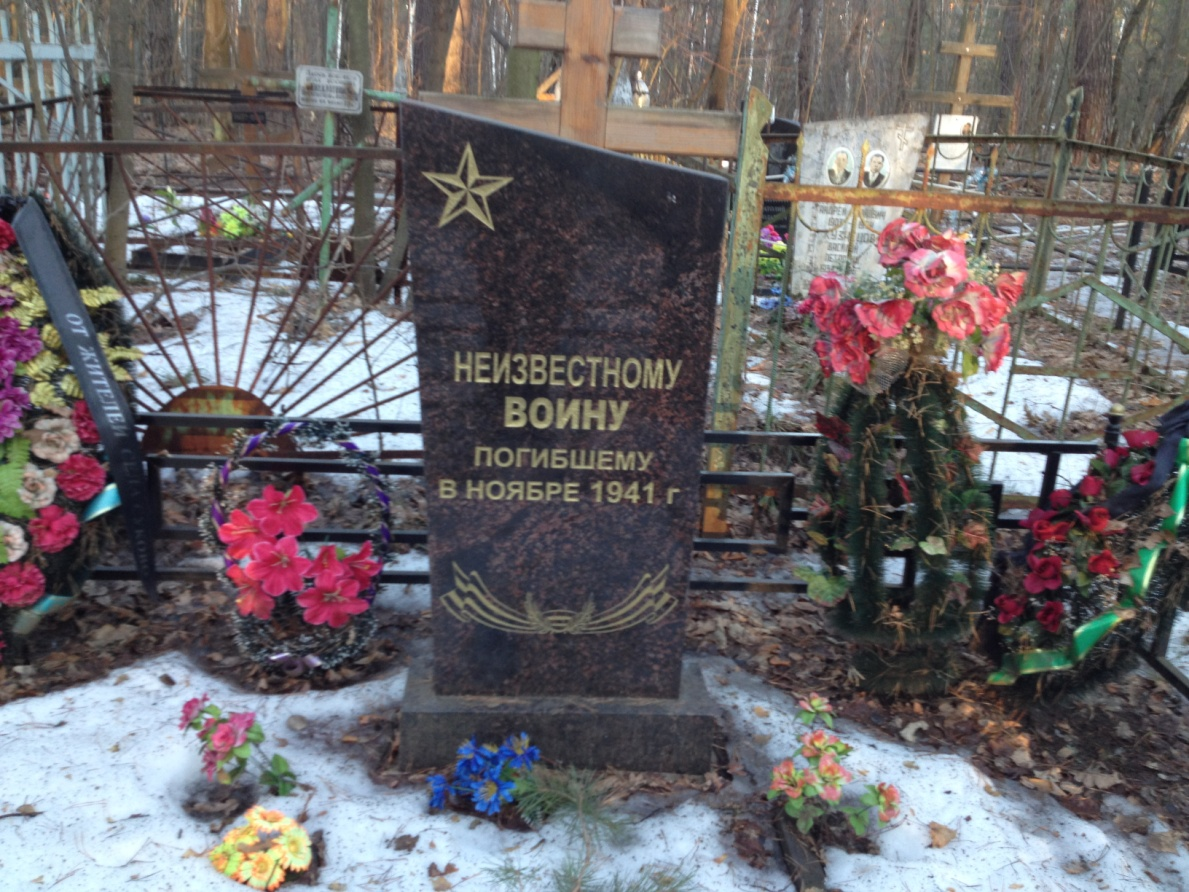 НЕИЗВЕСТНОМУ
ВОИНУ
ПОГИБШЕМУ
В НОЯБРЕ 1941 г
ОТ ЖИТЕЛЕЙ